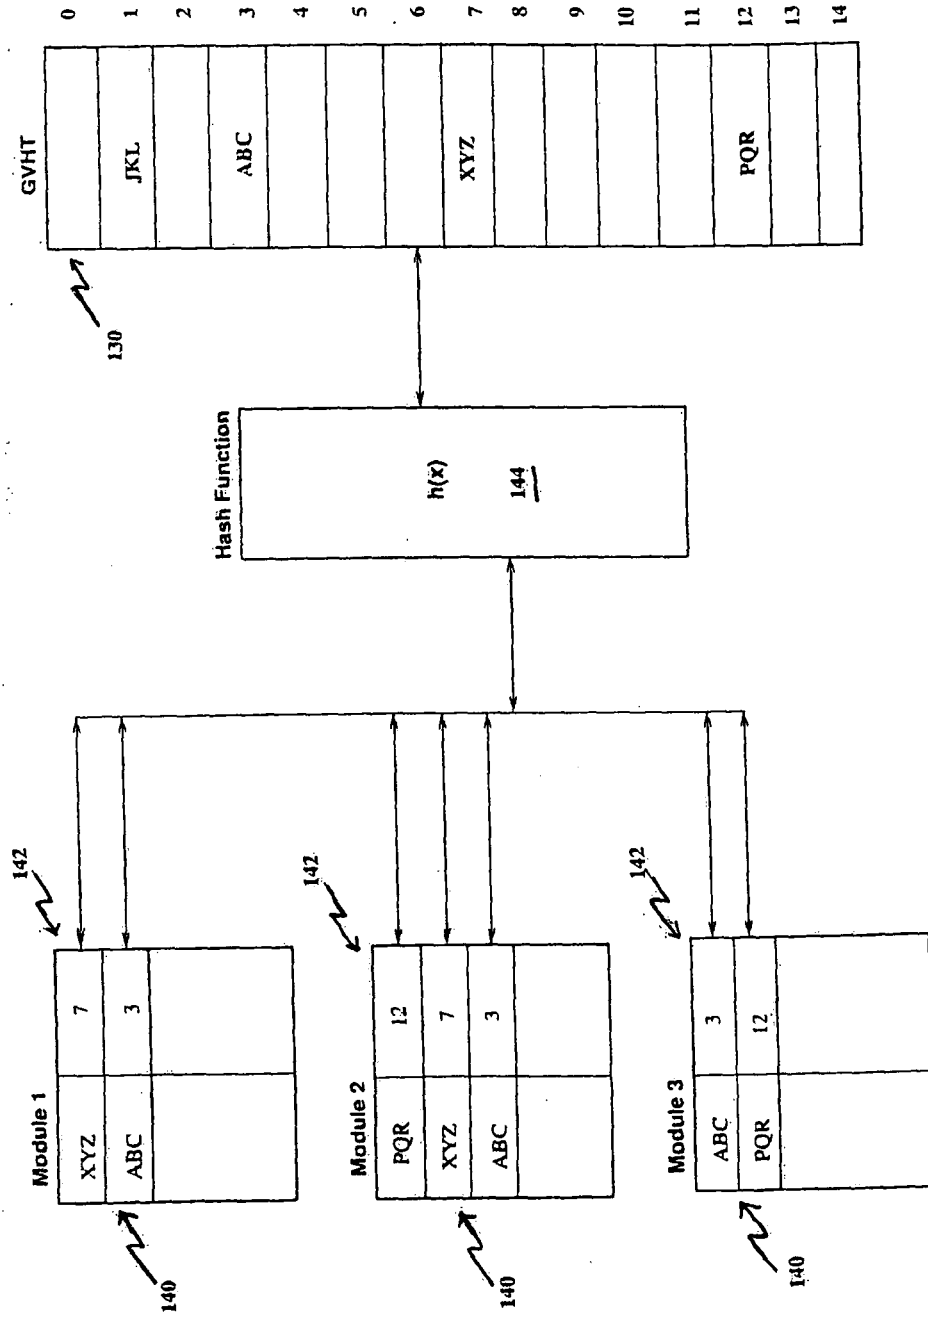 Module 1
XYZ 7
ABC 3
140
142
Module 2
PQR 12
XYZ 7
ABC 3
140
142
Module 3
ABC 3
PQR 12
140
142
Hash Function
h(x)
144
GVHT
130
0
JKL 1
2
ABC 3
4
5
6
XYZ 7
8
9
10
11
PQR 12
13
14